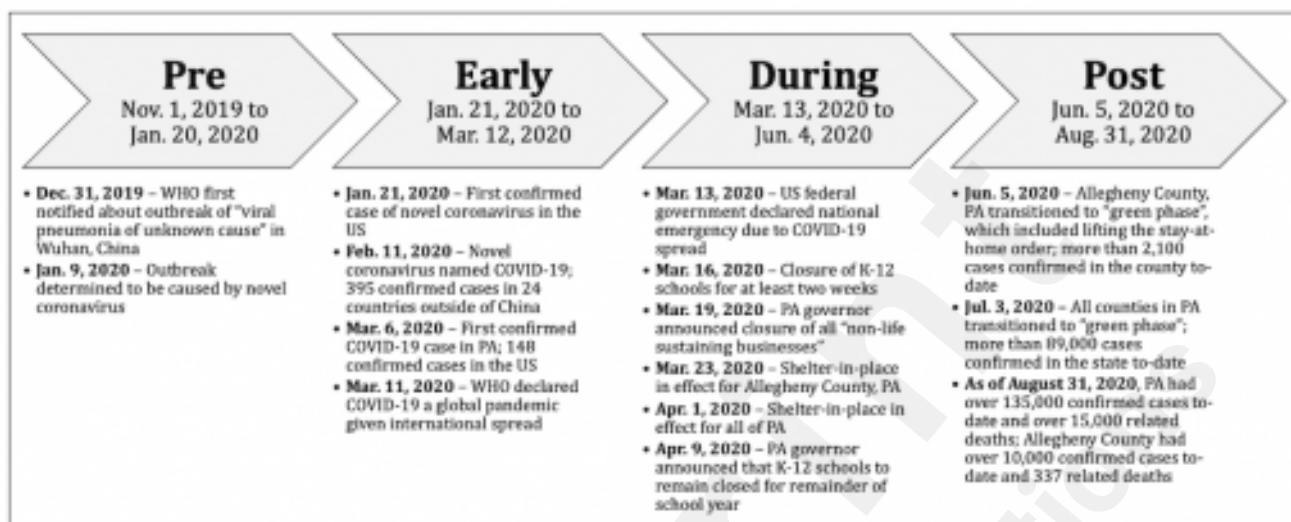 Pre
Nov. 1, 2019 to
Jan. 20, 2020
• Dec. 31, 2019 – WHO first
notified about outbreak of "viral
pneumonia of unknown cause" in
Wuhan, China
• Jan. 9, 2020 – Outbreak
determined to be caused by novel
coronavirus
Early
Jan. 21, 2020 to
Mar. 12, 2020
• Jan. 21, 2020 – First confirmed
case of novel coronavirus in the
US
• Feb. 11, 2020 – Novel
coronavirus named COVID-19;
395 confirmed cases in 24
countries outside of China
• Mar. 6, 2020 – First confirmed
COVID-19 case in PA; 148
confirmed cases in the US
• Mar. 11, 2020 – WHO declared
COVID-19 a global pandemic
given international spread
During
Mar. 13, 2020 to
Jun. 4, 2020
• Mar. 13, 2020 – US federal
government declared national
emergency due to COVID-19
spread
• Mar. 16, 2020 – Closure of K-12
schools for at least two weeks
• Mar. 19, 2020 – PA governor
announced closure of all "non-life
sustaining businesses"
• Mar. 23, 2020 – Shelter-in-place
in effect for Allegheny County, PA
• Apr. 1, 2020 – Shelter-in-place in
effect for all of PA
• Apr. 9, 2020 – PA governor
announced that K-12 schools to
remain closed for remainder of
school year
Post
Jun. 5, 2020 to
Aug. 31, 2020
• Jun. 5, 2020 – Allegheny County,
PA transitioned to "green phase",
which included lifting the stay-at-
home order; more than 2,100
cases confirmed in the county to-
date
• Jul. 3, 2020 – All counties in PA
transitioned to "green phase";
more than 89,000 cases
confirmed in the state to-date
• As of August 31, 2020, PA had
over 135,000 confirmed cases to-
date and over 15,000 related
deaths; Allegheny County had
over 10,000 confirmed cases to-
date and 337 related deaths